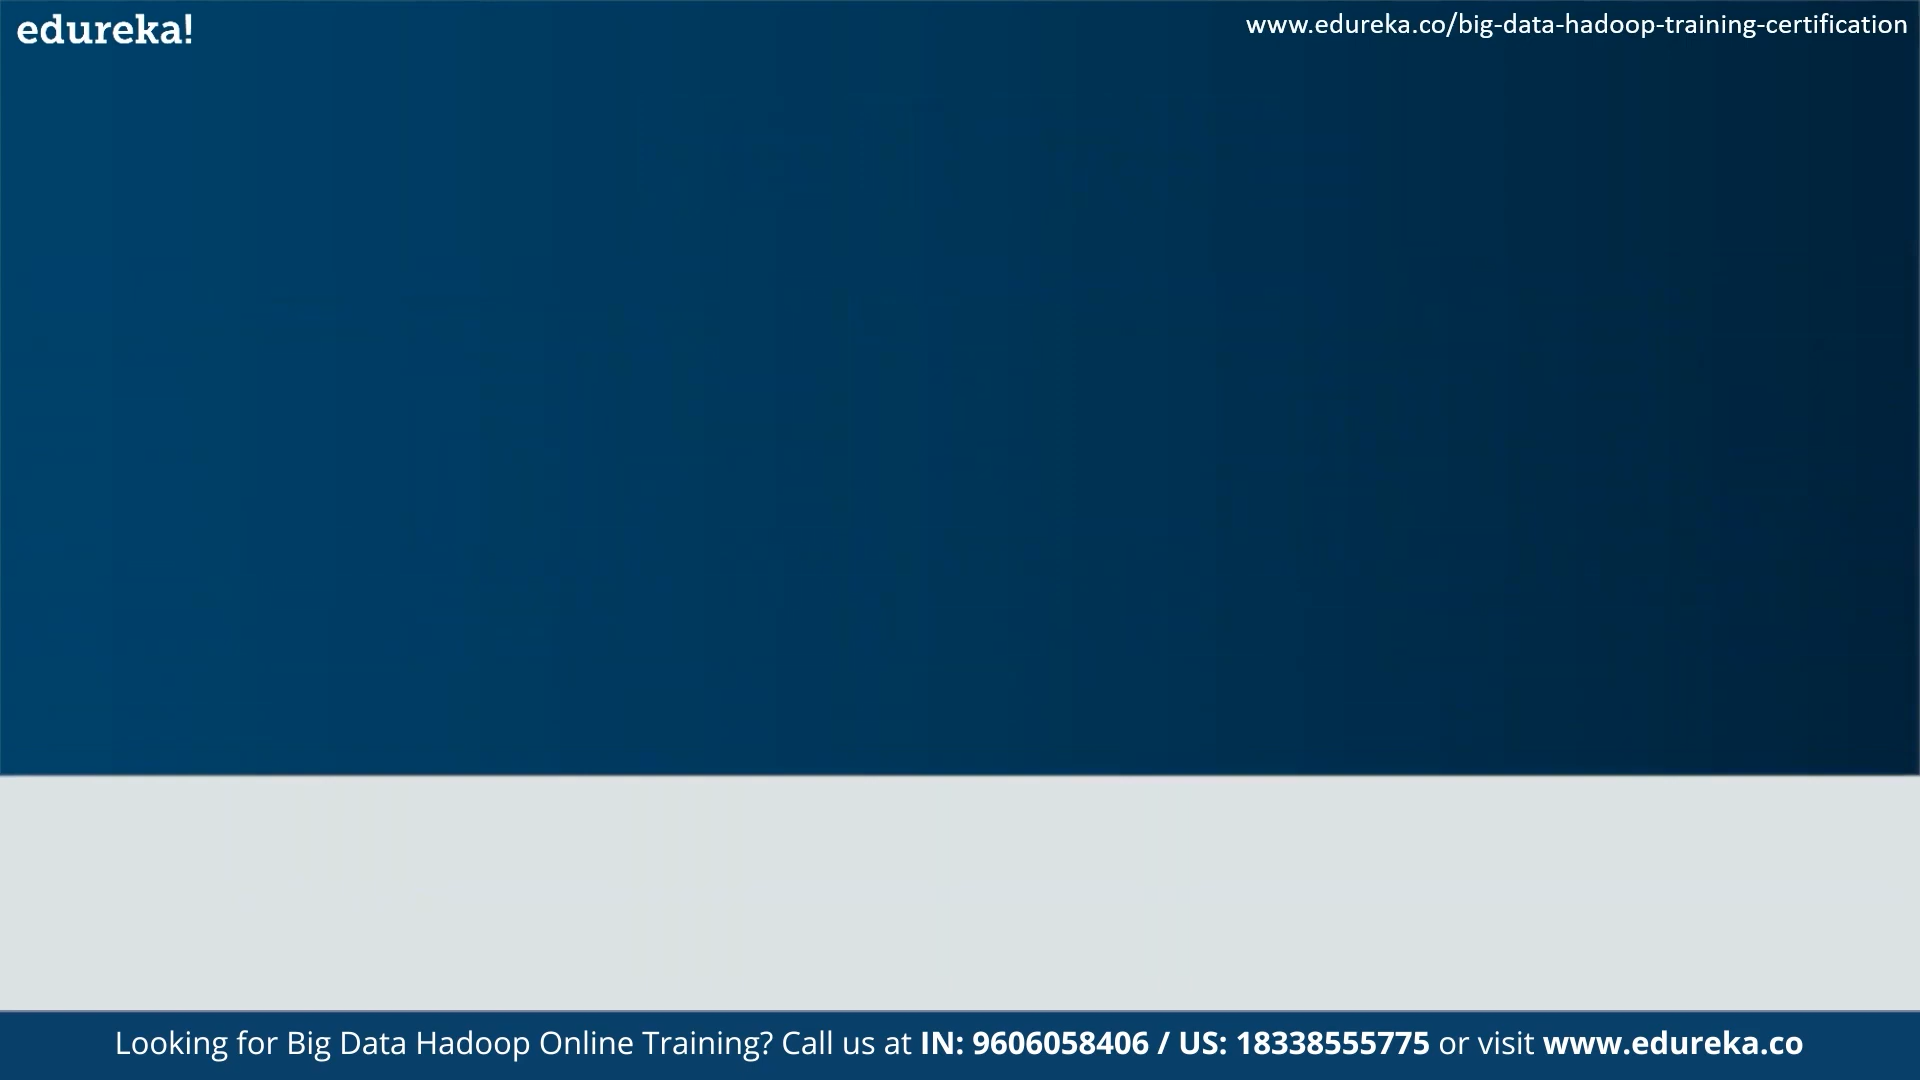 edureka!
www.edureka.co/big-data-hadoop-training-certification
Looking for Big Data Hadoop Online Training? Call us at IN: 9606058406 / US: 18338555775 or visit www.edureka.co